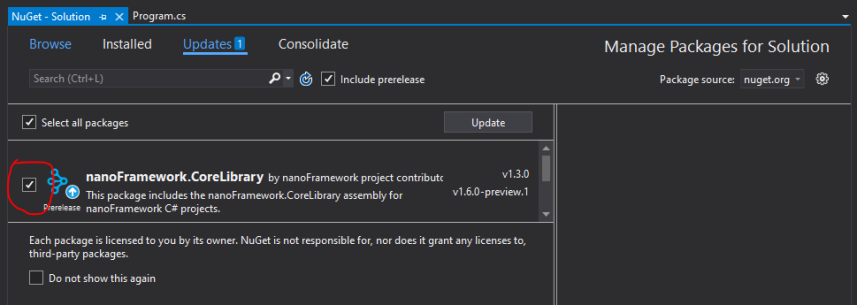 NuGet - Solution
Program.cs
Browse Installed Updates 1 Consolidate
Manage Packages for Solution
Search (Ctrl+L)
Include prerelease
Package source: nuget.org
Select all packages
Update
nanoFramework.CoreLibrary by nanoFramework project contributo
v1.3.0
This package includes the nanoFramework.CoreLibrary assembly for
v1.6.0-preview.1
Prerelease
nanoFramework C# projects.
Each package is licensed to you by its owner. NuGet is not responsible for, nor does it grant any licenses to,
third-party packages.
Do not show this again